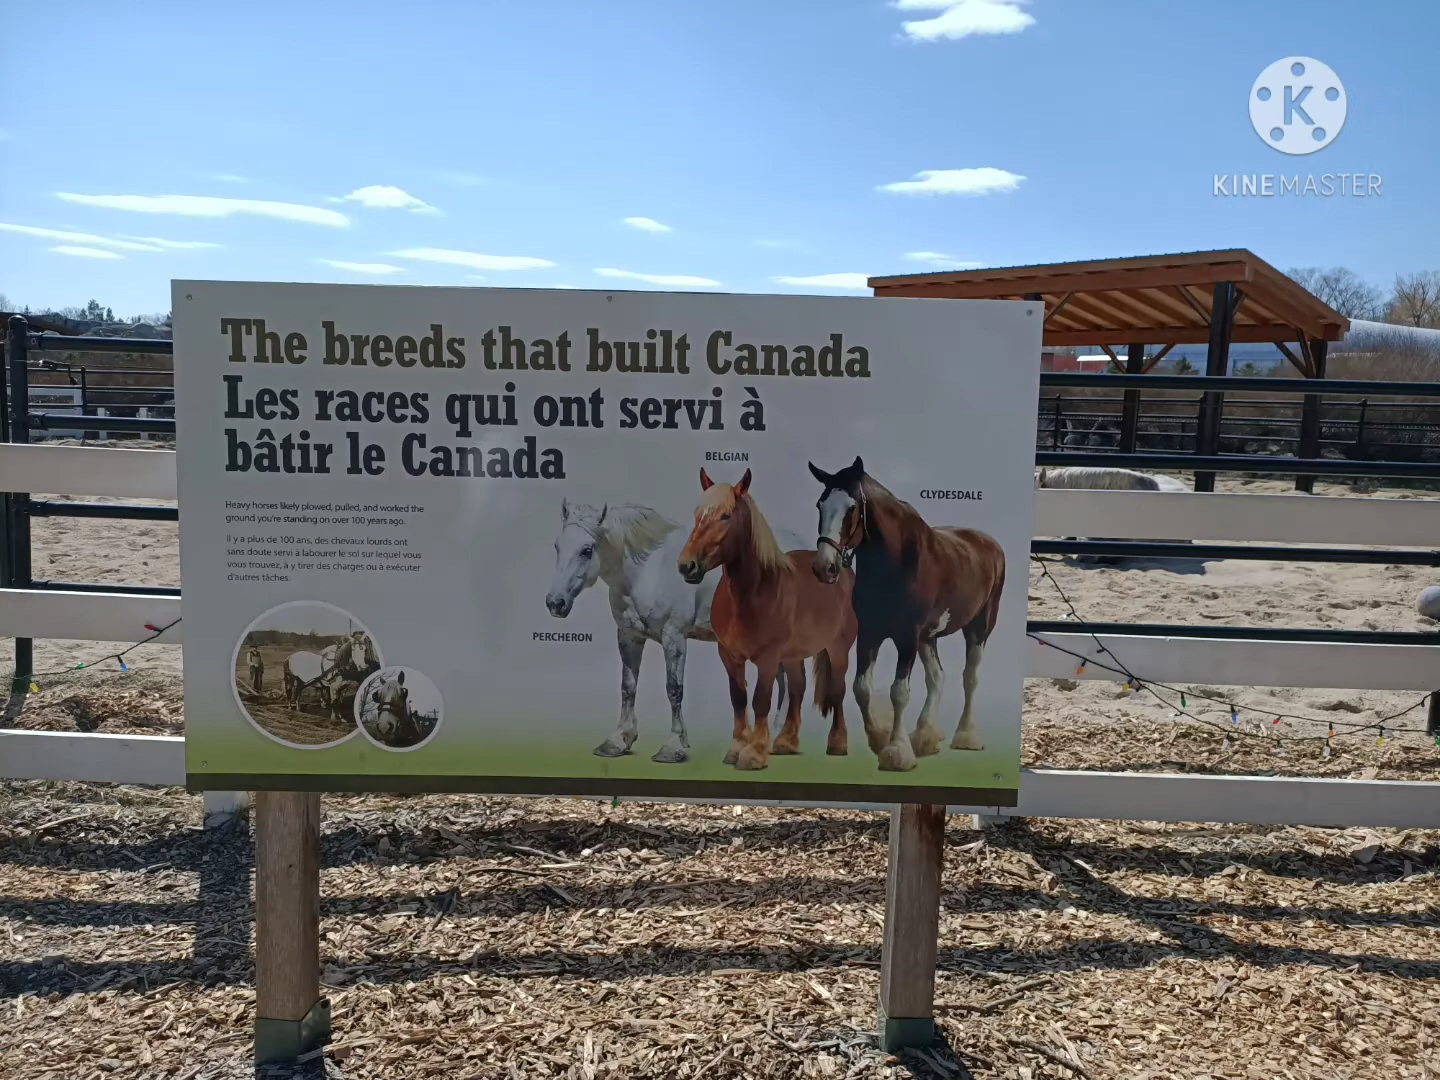 K
KINEMASTER
The breeds that built Canada
Les races qui ont servi à
bâtir le Canada
BELGIAN
CLYDESDALE
Heavy horses likely plowed, pulled, and worked the
ground you're standing on over 100 years ago.
Il y a plus de 100 ans, des chevaux lourds ont
sans doute servi à labourer le sol sur lequel vous
vous trouvez, à y tirer des charges ou à exécuter
d'autres tâches.
PERCHERON